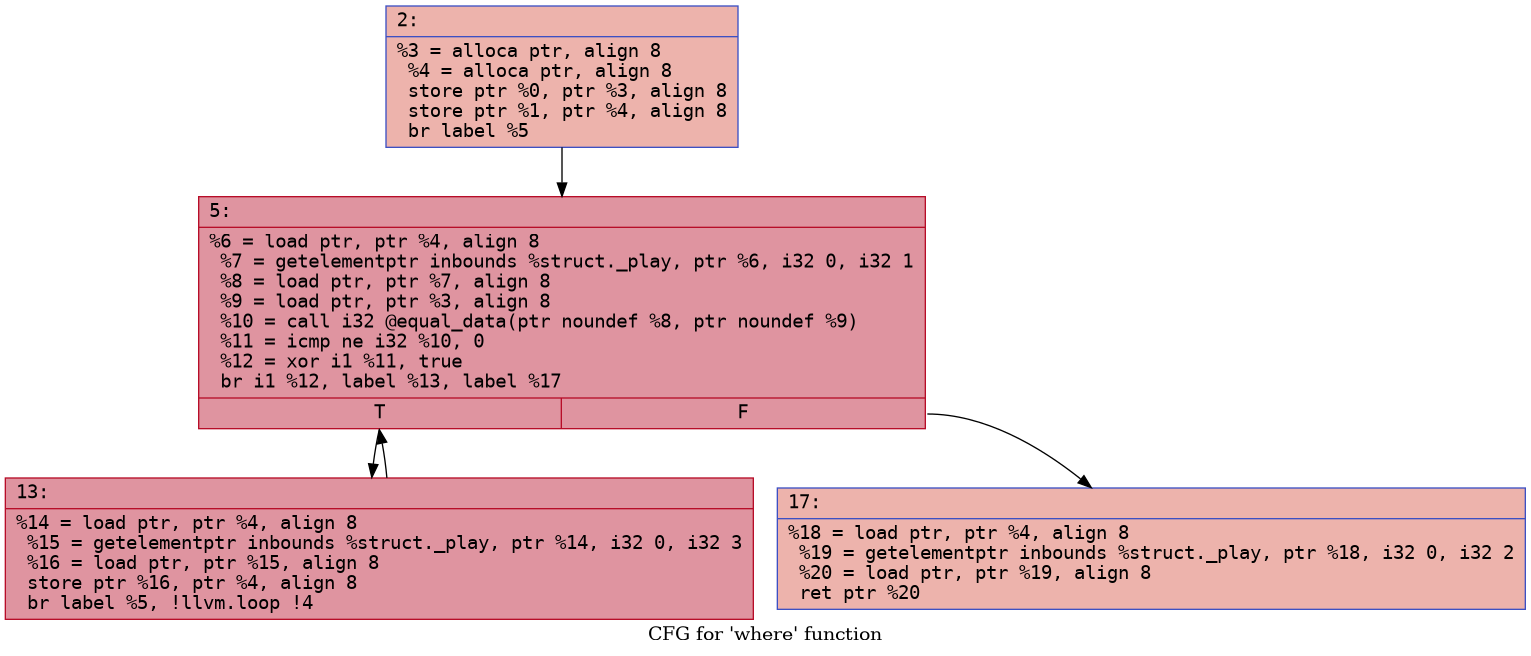 2:
%3 = alloca ptr, align 8
%4 = alloca ptr, align 8
store ptr %0, ptr %3, align 8
store ptr %1, ptr %4, align 8
br label %5
5:
%6 = load ptr, ptr %4, align 8
%7 = getelementptr inbounds %struct._play, ptr %6, i32 0, i32 1
%8 = load ptr, ptr %7, align 8
%9 = load ptr, ptr %3, align 8
%10 = call i32 @equal_data(ptr noundef %8, ptr noundef %9)
%11 = icmp ne i32 %10, 0
%12 = xor i1 %11, true
br i1 %12, label %13, label %17
T F
13:
%14 = load ptr, ptr %4, align 8
%15 = getelementptr inbounds %struct._play, ptr %14, i32 0, i32 3
%16 = load ptr, ptr %15, align 8
store ptr %16, ptr %4, align 8
br label %5, !llvm.loop !4
17:
%18 = load ptr, ptr %4, align 8
%19 = getelementptr inbounds %struct._play, ptr %18, i32 0, i32 2
%20 = load ptr, ptr %19, align 8
ret ptr %20
CFG for 'where' function